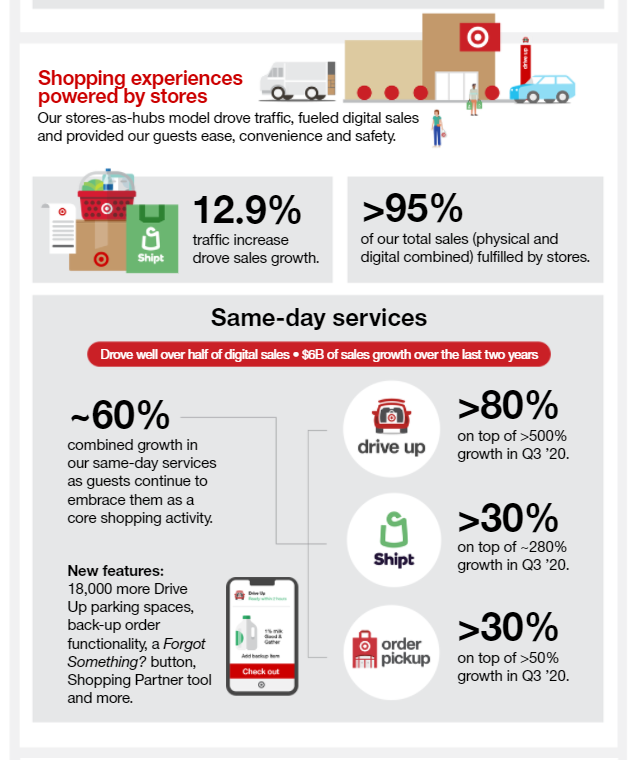 drive up
Shopping experiences
powered by stores
Our stores-as-hubs model drove traffic, fueled digital sales
and provided our guests ease, convenience and safety.
Shipt
12.9%
traffic increase
drove sales growth.
>95%
of our total sales (physical and
digital combined) fulfilled by stores.
Same-day services
Drove well over half of digital sales • $6B of sales growth over the last two years
~60%
combined growth in
our same-day services
as guests continue to
embrace them as a
core shopping activity.
drive up
>80%
on top of >500%
growth in Q3 '20.
Shipt
>30%
on top of ~280%
growth in Q3 '20.
New features:
18,000 more Drive
Up parking spaces,
back-up order
functionality, a Forgot
Something? button,
Shopping Partner tool
and more.
Drive Up
Ready within 2 hours
1% milk
Good &
Gather
Add backup item
Check out
order
pickup
>30%
on top of >50%
growth in Q3 '20.